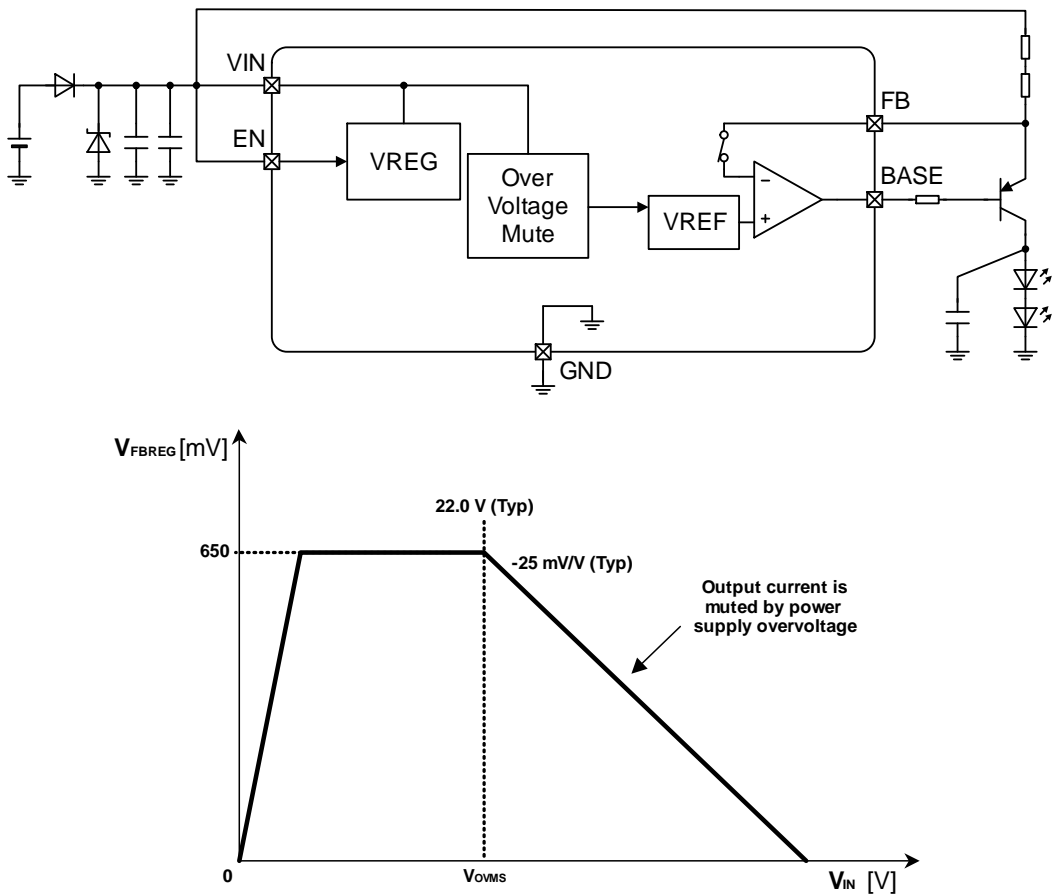 VIN
EN
VREG
Over
Voltage
Mute
VREF
−
+
FB
BASE
GND
VFBREG [mV]
22.0 V (Typ)
650
-25 mV/V (Typ)
Output current is
muted by power
supply overvoltage
0
VOVMS
VIN [V]